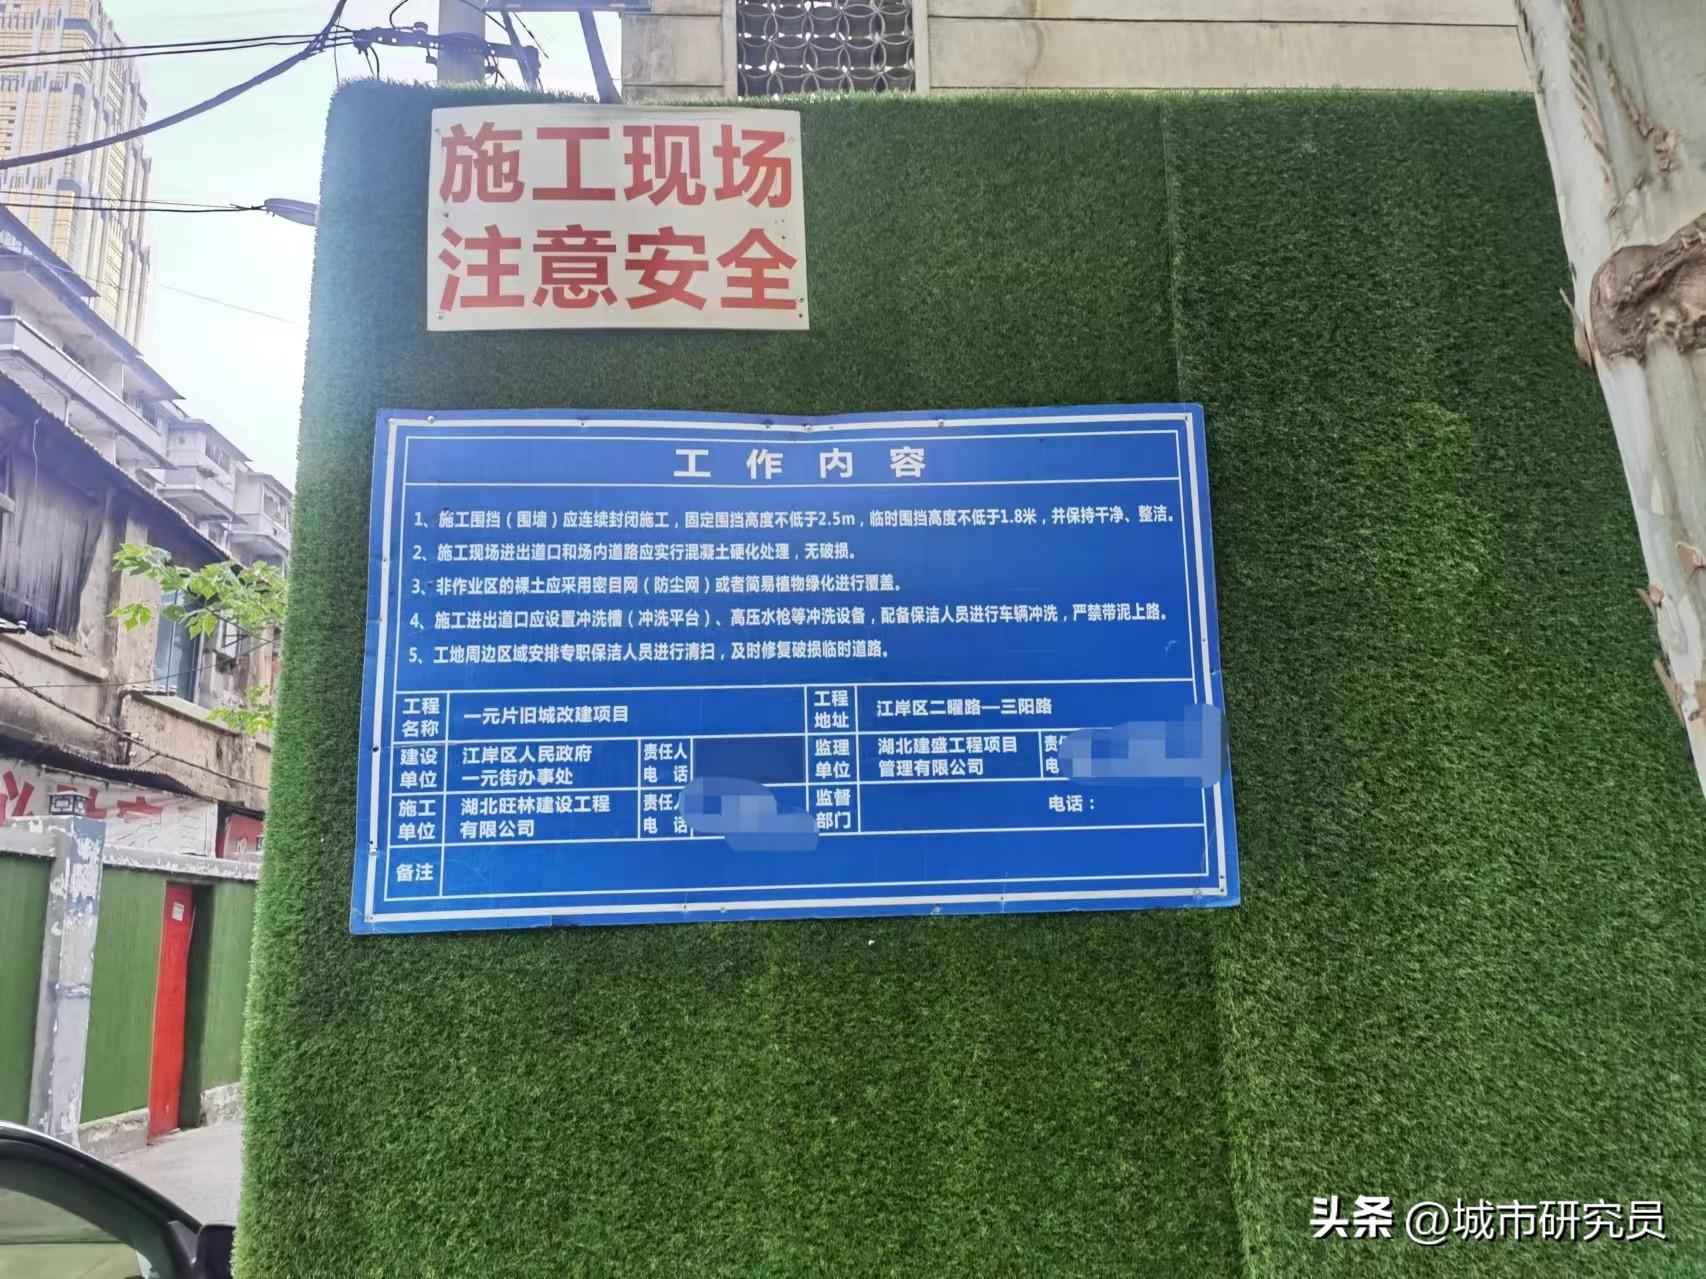 施工现场
注意安全
工作内容
1、施工围挡（围墙）应连续封闭施工，固定围挡高度不低于2.5m，临时围挡高度不低于1.8米，并保持干净、整洁。
2、施工现场进出道口和场内道路应实行混凝土硬化处理，无破损。
3、非作业区的裸土应采用密目网（防尘网）或者简易植物绿化进行覆盖。
4、施工进出道口应设置冲洗槽（冲洗平台）、高压水枪等冲洗设备，配备保洁人员进行车辆冲洗，严禁带泥上路。
5、工地周边区域安排专职保洁人员进行清扫，及时修复破损临时道路。
工程名称 一元片旧城改建项目 工程地址 江岸区二曜路—三阳路
建设单位 江岸区人民政府一元街办事处 责任人电话 监理单位 湖北建盛工程项目管理有限公司 责 电
施工单位 湖北旺林建设工程有限公司 责任人电话 监督部门 电话：
备注
头条 @城市研究员